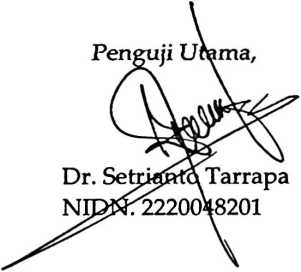 Penguji Utama,
Dr. Setrianto Tarrapa
NIDN. 2220048201